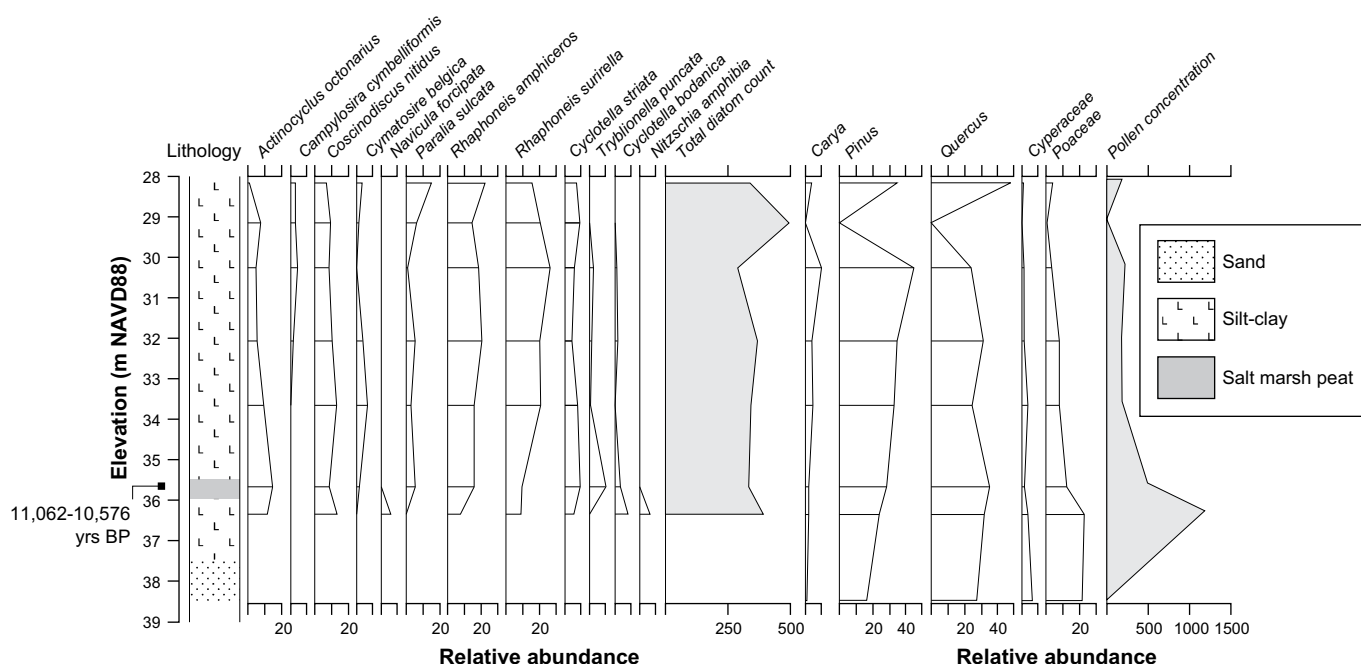 Lithology
Actinocyclus octonarius
Campylosira cymbelliformis
Coscinodiscus nitidus
Cymatosire belgica
Navicula forcipata
Paralia sulcata
Rhaphoneis amphiceros
Rhaphoneis surirella
Cyclotella striata
Tryblionella puncata
Cyclotella bodanica
Nitzschia amphibia
Total diatom count
Carya
Pinus
Quercus
Cyperaceae
Poaceae
Pollen concentration
Elevation (m NAVD88)
28
29
30
31
32
33
34
35
36
37
38
39
11,062-10,576
yrs BP
Sand
Silt-clay
Salt marsh peat
20 20 20 20 20 250 500 20 40 20 40 20 500 1000 1500
Relative abundance Relative abundance